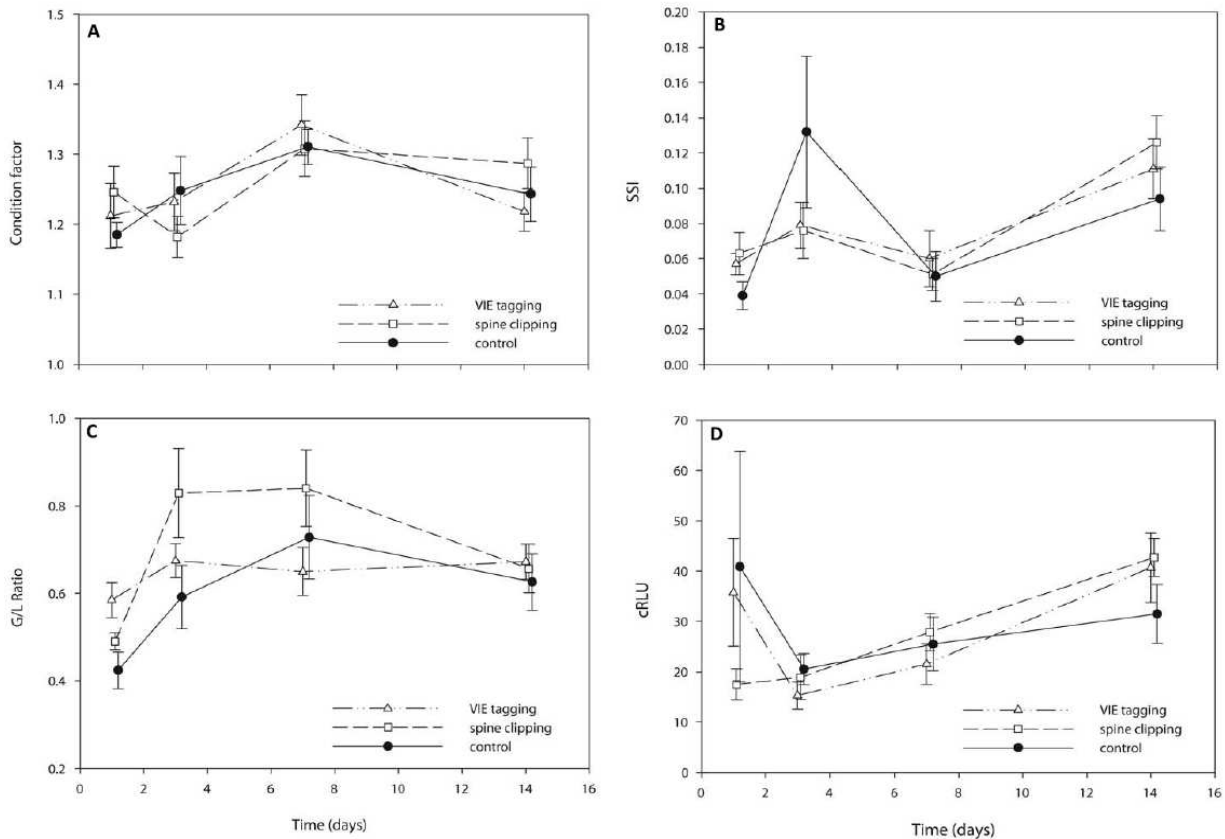 A
1.5
1.4
1.3
1.2
1.1
1.0
Condition factor
VIE tagging
spine clipping
control
B
0.20
0.18
0.16
0.14
0.12
0.10
0.08
0.06
0.04
0.02
0.00
SSI
VIE tagging
spine clipping
control
C
1.0
0.8
0.6
0.4
0.2
G/L Ratio
VIE tagging
spine clipping
control
0 2 4 6 8 10 12 14 16
Time (days)
D
70
60
50
40
30
20
10
0
cRLU
VIE tagging
spine clipping
control
0 2 4 6 8 10 12 14 16
Time (days)